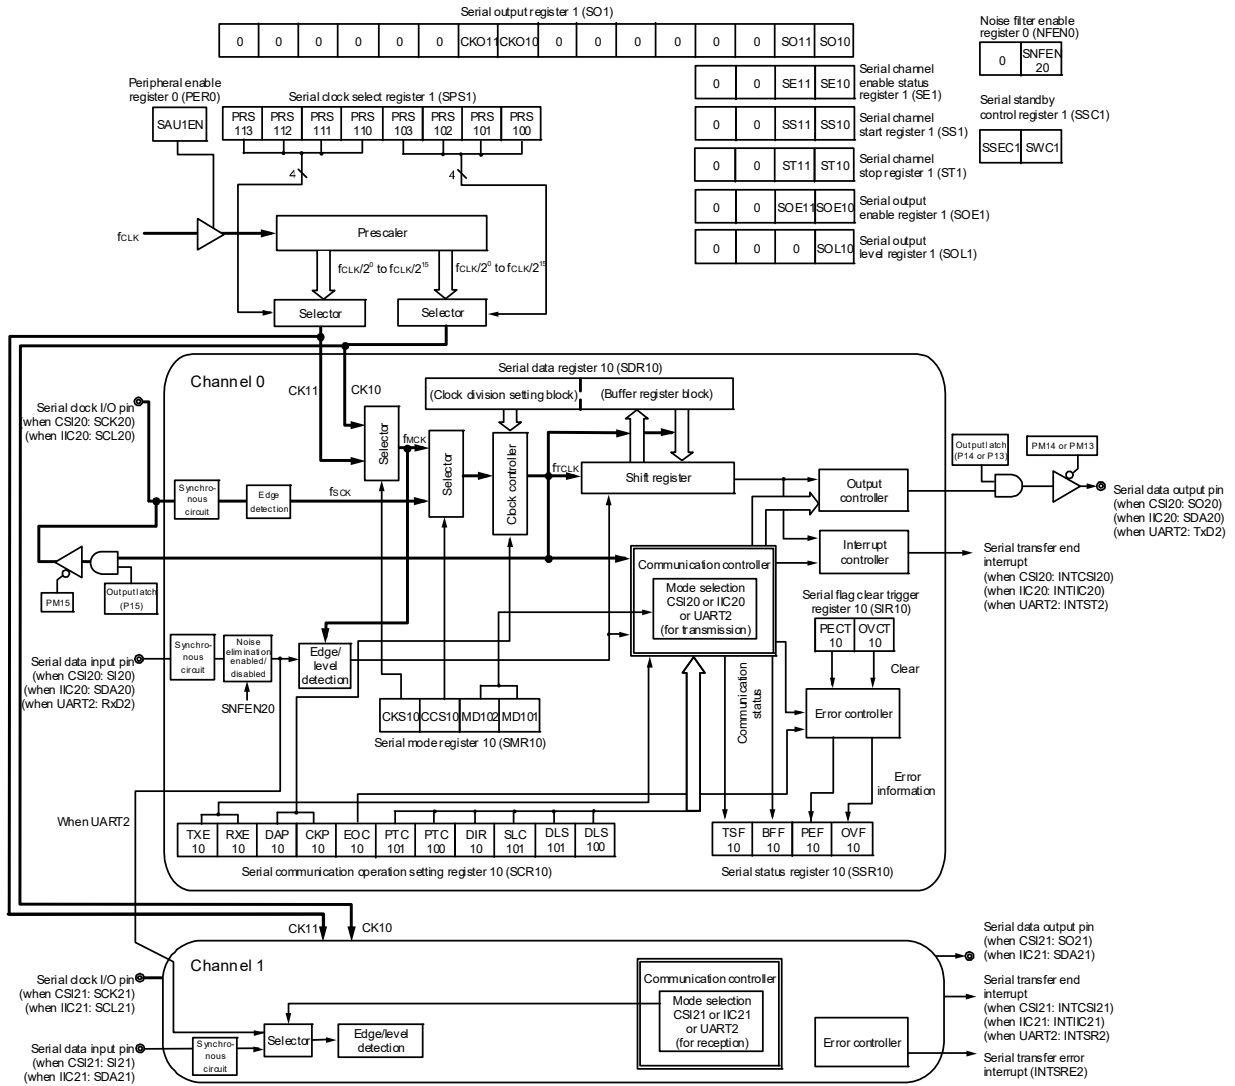 Serial output register 1 (SO1)
0 0 0 0 0 0 CKO11 CKO10 0 0 0 0 0 0 SO11 SO10
Noise filter enable
register 0 (NFEN0)
0 SNFEN
20
Peripheral enable
register 0 (PER0)
SAU1EN
Serial clock select register 1 (SPS1)
PRS PRS PRS PRS PRS PRS PRS PRS
113 112 111 110 103 102 101 100
0 0 SE11 SE10
Serial channel
enable status
register 1 (SE1)
0 0 SS11 SS10
Serial channel
start register 1 (SS1)
0 0 ST11 ST10
Serial channel
stop register 1 (ST1)
0 0 SOE11 SOE10
Serial output
enable register 1 (SOE1)
0 0 0 SOL10
Serial output
level register 1 (SOL1)
Serial standby
control register 1 (SSC1)
SSEC1 SWC1
4
4
fCLK
Prescaler
fCLK/2⁰ to fCLK/2¹⁵
fCLK/2⁰ to fCLK/2¹⁵
Selector
Selector
Channel 0
CK11
CK10
Serial data register 10 (SDR10)
(Clock division setting block)
(Buffer register block)
Serial clock I/O pin
(when CSI20: SCK20)
(when IIC20: SCL20)
Selector
fMCK
Selector
Clock controller
fTCLK
Shift register
Synchro-
nous
circuit
Edge
detection
fSCK
Output
controller
Interrupt
controller
Output latch
(P14 or P13)
PM14 or PM13
Serial data output pin
(when CSI20: SO20)
(when IIC20: SDA20)
(when UART2: TxD2)
Serial transfer end
interrupt
(when CSI20: INTCSI20)
(when IIC20: INTIIC20)
(when UART2: INTST2)
PM15
Output latch
(P15)
Communication controller
Mode selection
CSI20 or IIC20
or UART2
(for transmission)
Serial flag clear trigger
register 10 (SIR10)
PECT OVCT
10 10
Clear
Serial data input pin
(when CSI20: SI20)
(when IIC20: SDA20)
(when UART2: RxD2)
Synchro-
nous
circuit
Noise
elimination
enabled/
disabled
SNFEN20
Edge/
level
detection
CKS10 CCS10 MD102 MD101
Serial mode register 10 (SMR10)
Communication
status
Error controller
Error
information
When UART2
TXE RXE DAP CKP EOC PTC PTC DIR SLC DLS DLS
10 10 10 10 10 101 100 10 101 101 100
Serial communication operation setting register 10 (SCR10)
TSF BFF PEF OVF
10 10 10 10
Serial status register 10 (SSR10)
CK11
CK10
Channel 1
Serial clock I/O pin
(when CSI21: SCK21)
(when IIC21: SCL21)
Serial data input pin
(when CSI21: SI21)
(when IIC21: SDA21)
Synchro-
nous
circuit
Selector
Edge/level
detection
Communication controller
Mode selection
CSI21 or IIC21
or UART2
(for reception)
Error controller
Serial data output pin
(when CSI21: SO21)
(when IIC21: SDA21)
Serial transfer end
interrupt
(when CSI21: INTCSI21)
(when IIC21: INTIIC21)
(when UART2: INTSR2)
Serial transfer error
interrupt (INTSRE2)